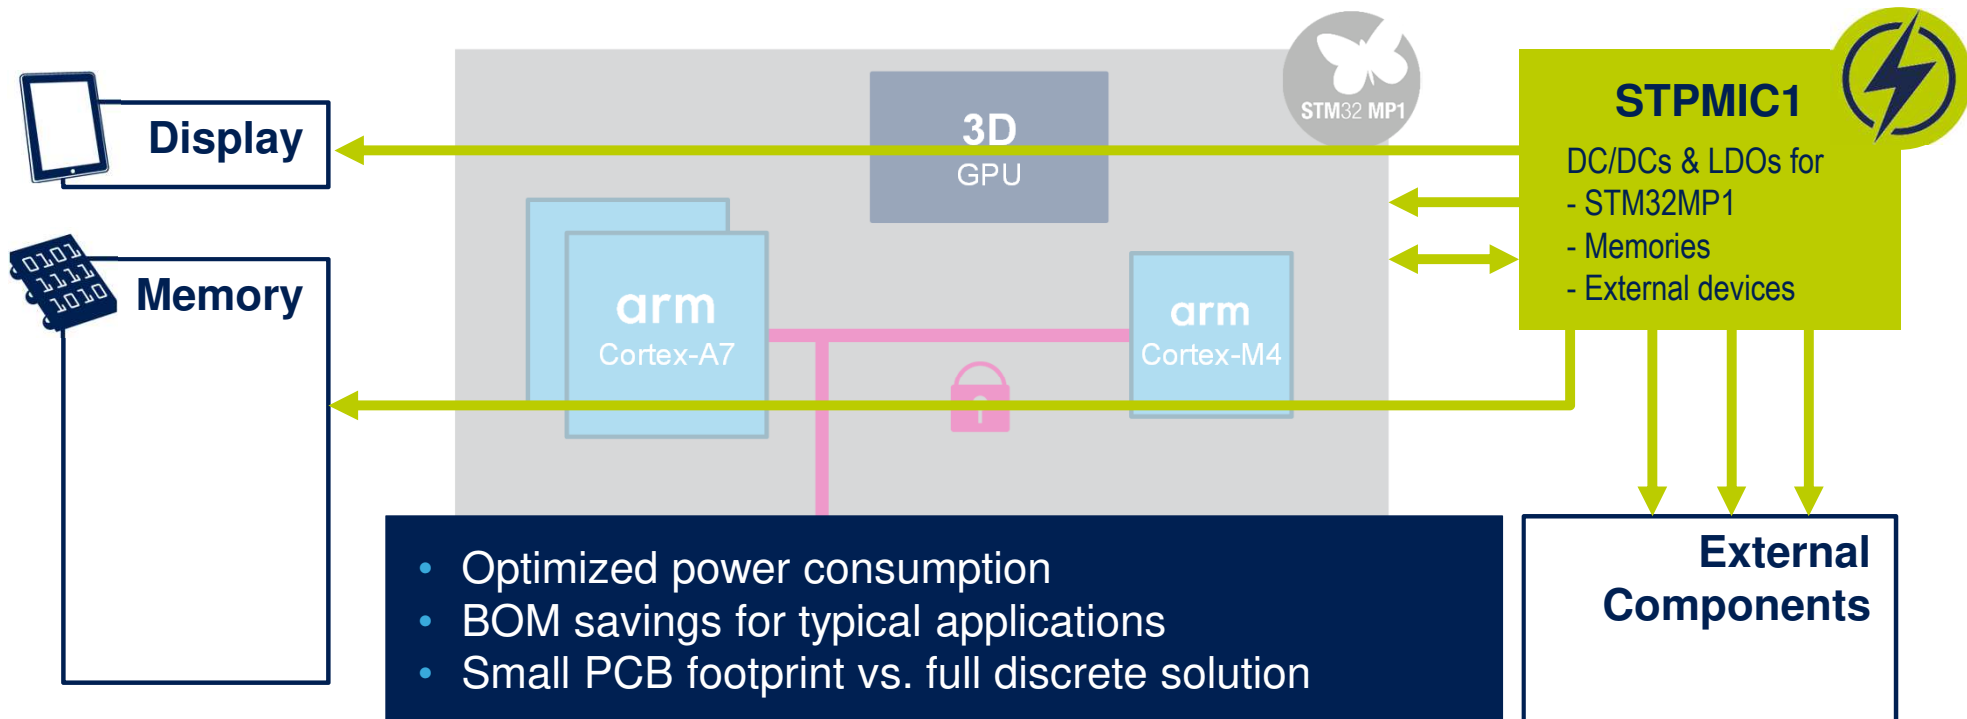 STM32 MP1
STPMIC1
DC/DCs & LDOs for
- STM32MP1
- Memories
- External devices
Display
3D
GPU
0101
1111
1010
Memory
arm
Cortex-A7
arm
Cortex-M4
• Optimized power consumption
• BOM savings for typical applications
• Small PCB footprint vs. full discrete solution
External
Components